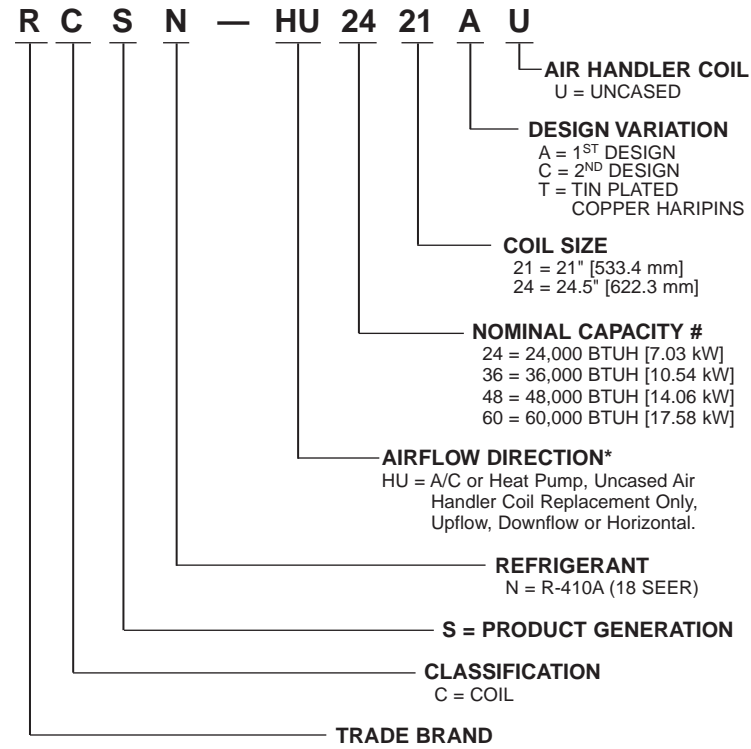 R C S N — HU 24 21 A U
AIR HANDLER COIL
U = UNCASED
DESIGN VARIATION
A = 1ST DESIGN
C = 2ND DESIGN
T = TIN PLATED
COPPER HARIPINS
COIL SIZE
21 = 21" [533.4 mm]
24 = 24.5" [622.3 mm]
NOMINAL CAPACITY #
24 = 24,000 BTUH [7.03 kW]
36 = 36,000 BTUH [10.54 kW]
48 = 48,000 BTUH [14.06 kW]
60 = 60,000 BTUH [17.58 kW]
AIRFLOW DIRECTION*
HU = A/C or Heat Pump, Uncased Air
Handler Coil Replacement Only,
Upflow, Downflow or Horizontal.
REFRIGERANT
N = R-410A (18 SEER)
S = PRODUCT GENERATION
CLASSIFICATION
C = COIL
TRADE BRAND